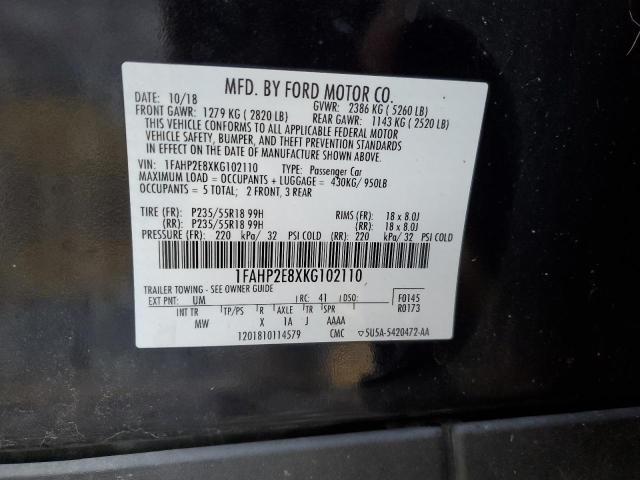 MFD. BY FORD MOTOR CO.
DATE: 10/18 GVWR: 2386 KG ( 5260 LB)
FRONT GAWR: 1279 KG ( 2820 LB) REAR GAWR: 1143 KG ( 2520 LB)
THIS VEHICLE CONFORMS TO ALL APPLICABLE FEDERAL MOTOR
VEHICLE SAFETY, BUMPER, AND THEFT PREVENTION STANDARDS
IN EFFECT ON THE DATE OF MANUFACTURE SHOWN ABOVE.
VIN: 1FAHP2E8XKG102110 TYPE: Passenger Car
MAXIMUM LOAD = OCCUPANTS + LUGGAGE = 430KG/ 950LB
OCCUPANTS = 5 TOTAL; 2 FRONT, 3 REAR
TIRE (FR): P235/55R18 99H RIMS (FR): 18 x 8.0J
(RR): P235/55R18 99H (RR): 18 x 8.0J
PRESSURE (FR): 220 kPa/ 32 PSI COLD (RR): 220 kPa/ 32 PSI COLD
1FAHP2E8XKG102110
TRAILER TOWING - SEE OWNER GUIDE
EXT PNT: UM RC: 41 DSO: F0145
INT TR TP/PS R AXLE TR SPR R0173
MW X 1A J AAAA
1201810114579 CMC ▽5U5A-5420472-AA